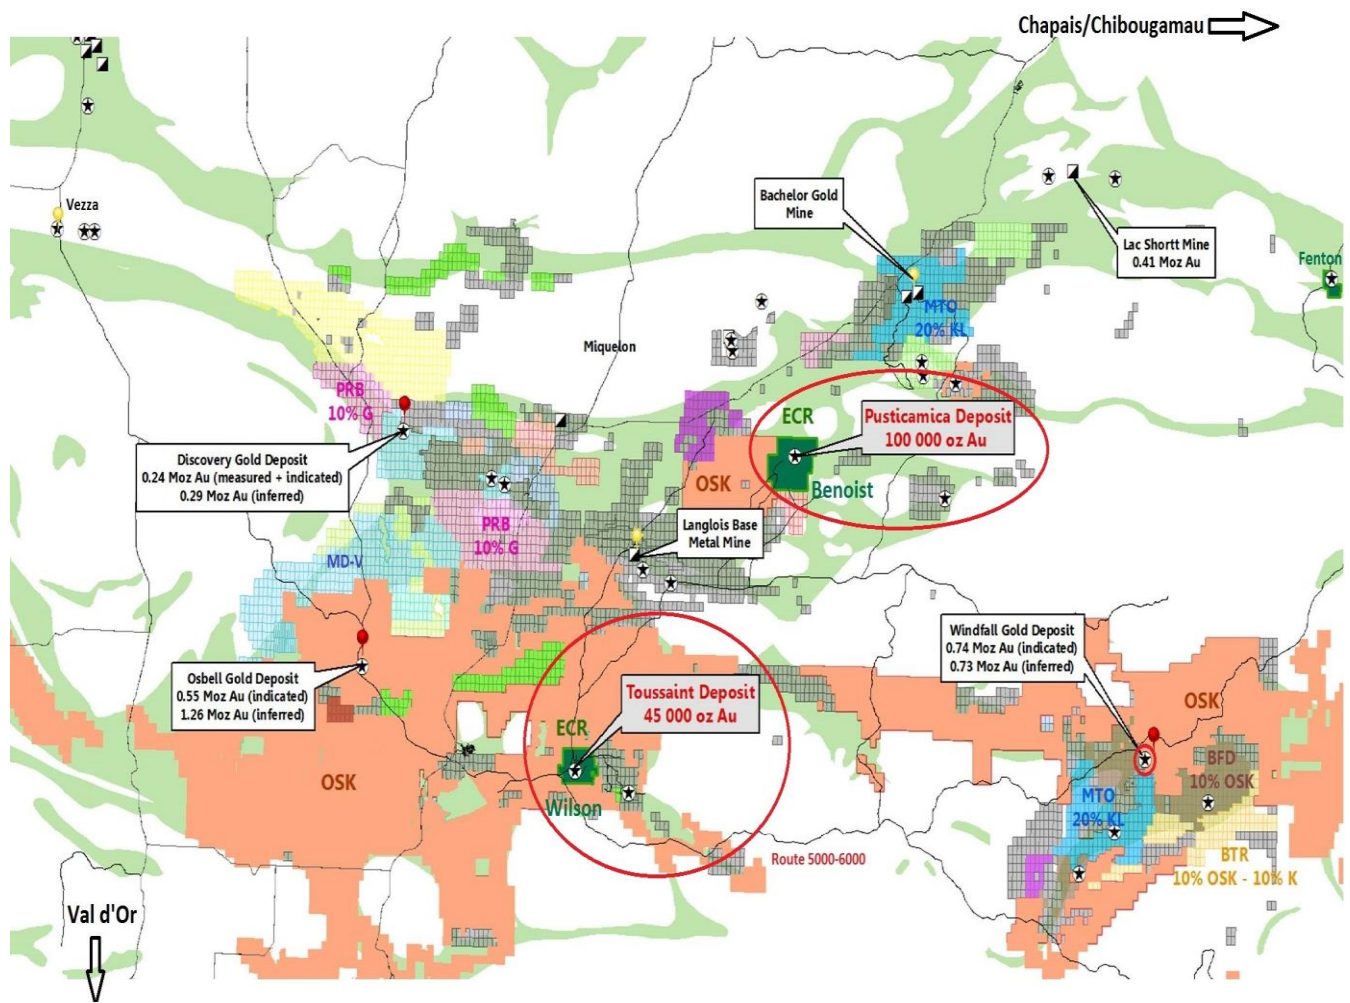 Chapais/Chibougamau
Vezza
Bachelor Gold
Mine
Lac Shortt Mine
0.41 Moz Au
Fenton
MTO
20% KL
Miquelon
PRB
10% G
ECR
Pusticamica Deposit
100 000 oz Au
Discovery Gold Deposit
0.24 Moz Au (measured + indicated)
0.29 Moz Au (inferred)
OSK
Benoist
PRB
10% G
Langlois Base
Metal Mine
MD-V
Windfall Gold Deposit
0.74 Moz Au (indicated)
0.73 Moz Au (inferred)
Osbell Gold Deposit
0.55 Moz Au (indicated)
1.26 Moz Au (inferred)
Toussaint Deposit
45 000 oz Au
OSK
ECR
BFD
10% OSK
OSK
Wilson
MTO
20% KL
Route 5000-6000
BTR
10% OSK - 10% K
Val d'Or